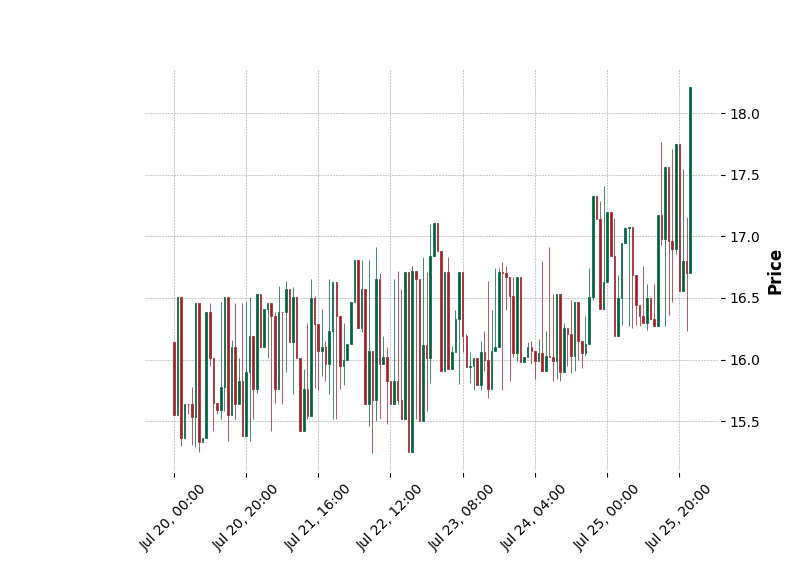 18.0
17.5
17.0
16.5
16.0
15.5
Price
Jul 20, 00:00
Jul 20, 20:00
Jul 21, 16:00
Jul 22, 12:00
Jul 23, 08:00
Jul 24, 04:00
Jul 25, 00:00
Jul 25, 20:00